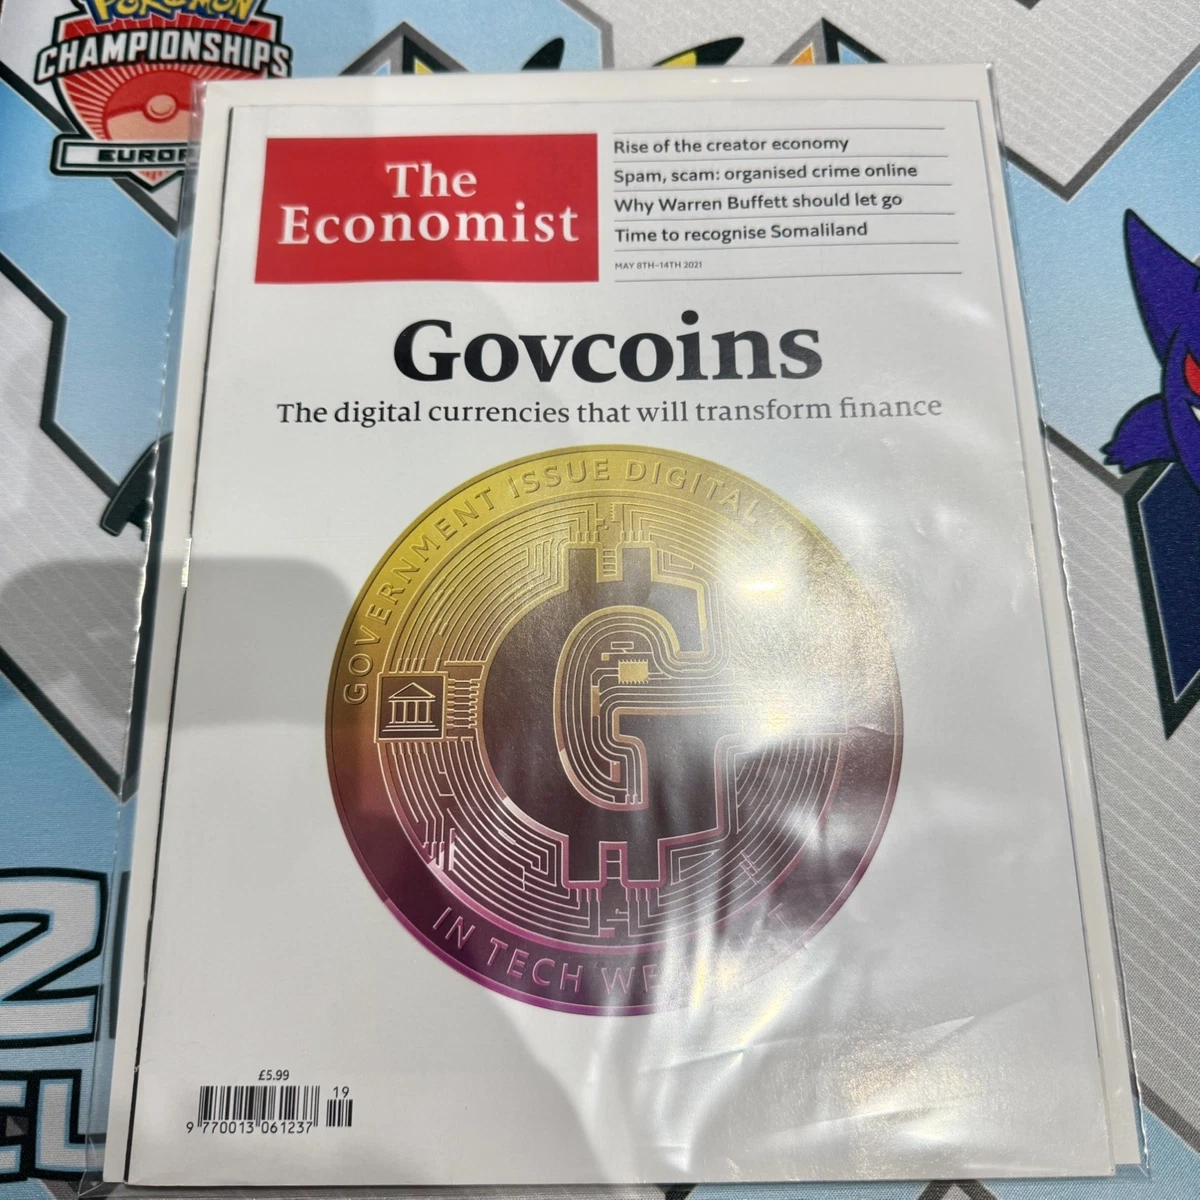 POKÉMON
CHAMPIONSHIPS
The
Economist
Rise of the creator economy
Spam, scam: organised crime online
Why Warren Buffett should let go
Time to recognise Somaliland
MAY 8TH–14TH 2021
Govcoins
The digital currencies that will transform finance
GOVERNMENT ISSUE DIGITAL
G
IN TECH WE
£5.99
19
9 770013 061237